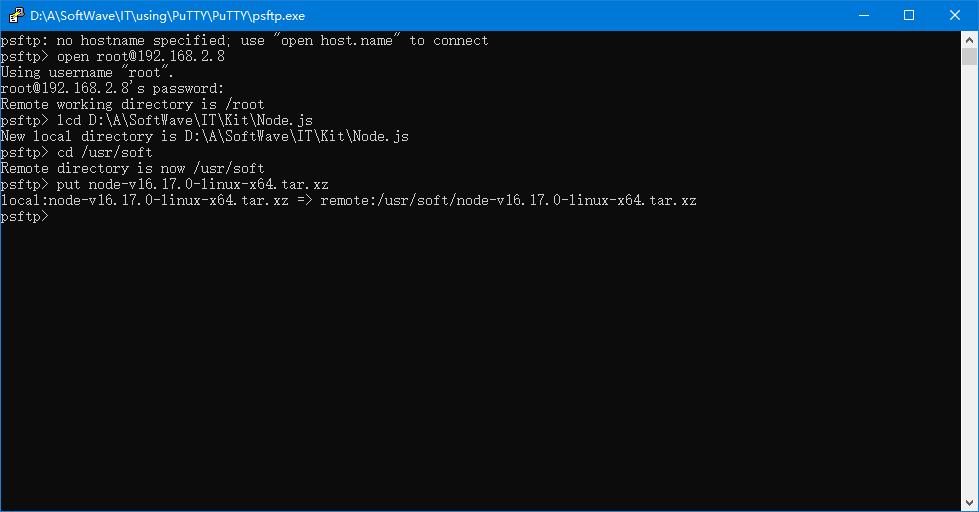 D:\A\SoftWave\IT\using\PuTTY\PuTTY\psftp.exe
psftp: no hostname specified; use "open host.name" to connect
psftp> open root@192.168.2.8
Using username "root".
root@192.168.2.8's password:
Remote working directory is /root
psftp> lcd D:\A\SoftWave\IT\Kit\Node.js
New local directory is D:\A\SoftWave\IT\Kit\Node.js
psftp> cd /usr/soft
Remote directory is now /usr/soft
psftp> put node-v16.17.0-linux-x64.tar.xz
local:node-v16.17.0-linux-x64.tar.xz => remote:/usr/soft/node-v16.17.0-linux-x64.tar.xz
psftp>